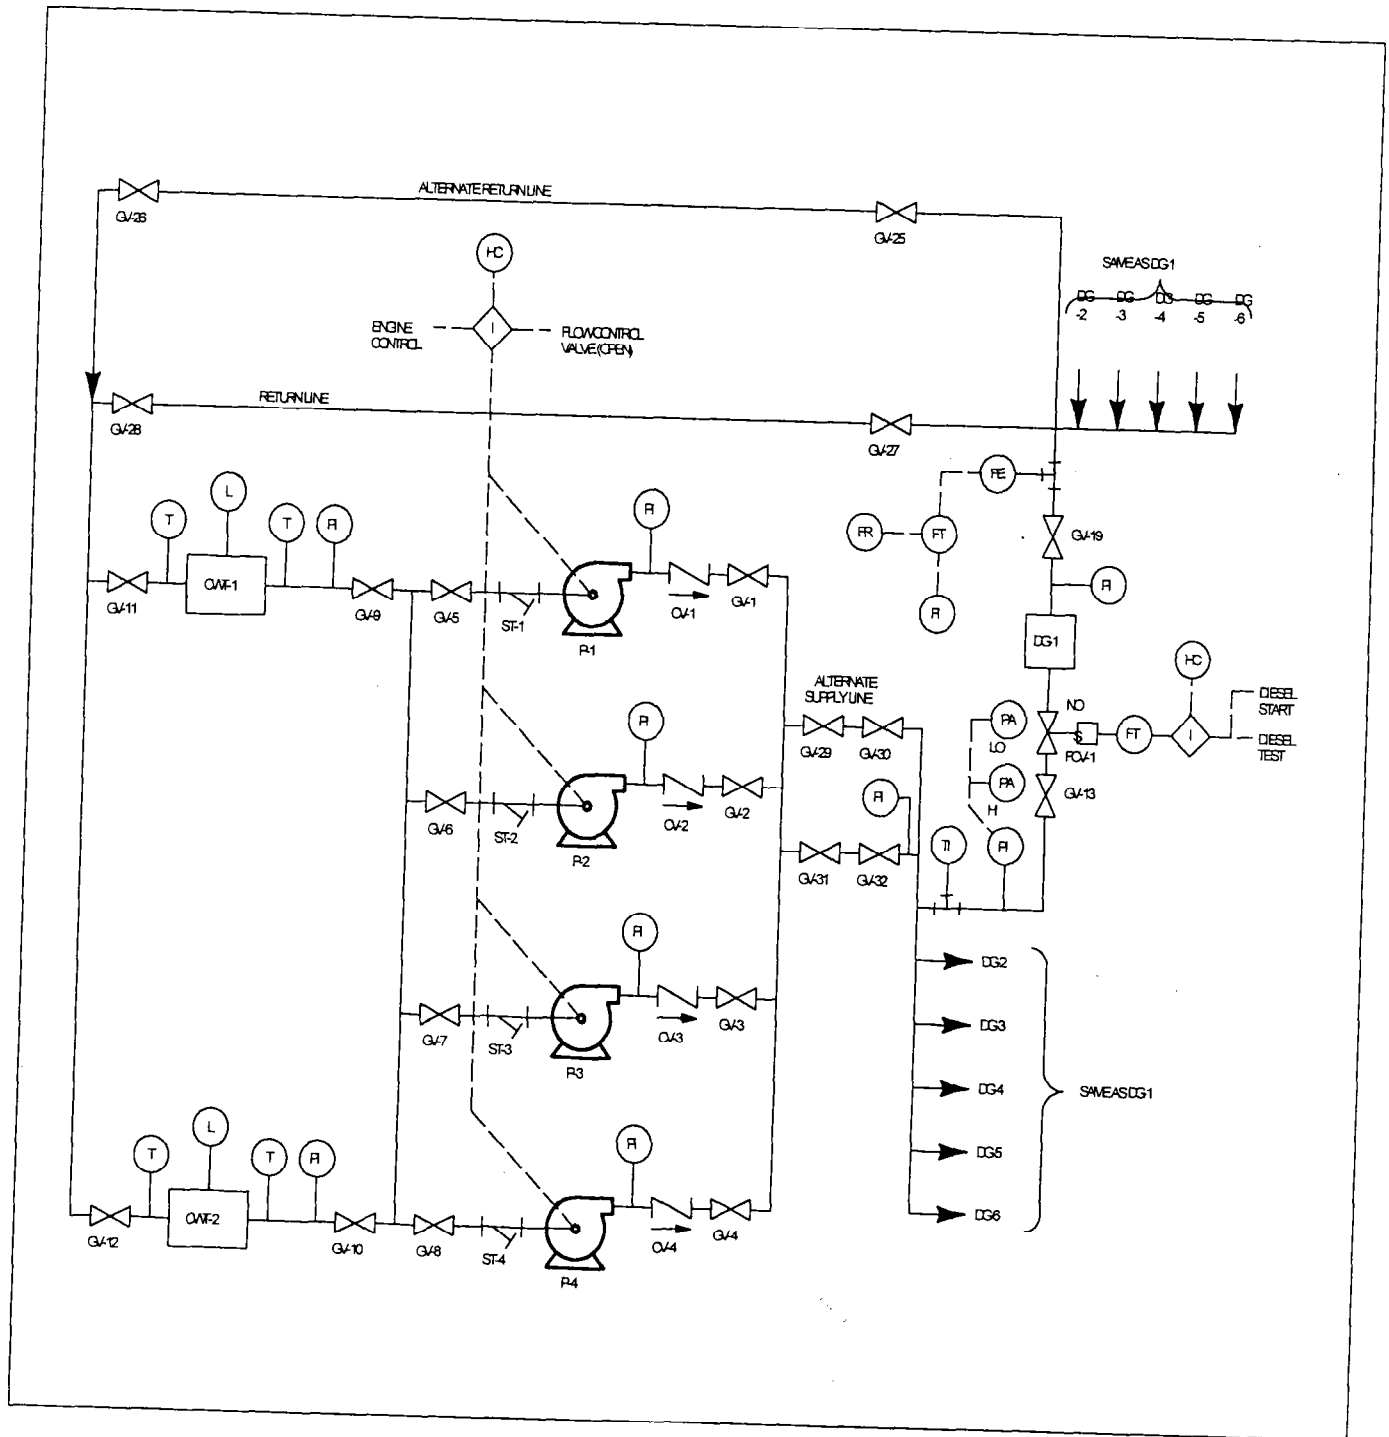 ALTERNATE RETURN LINE
GV-26
GV-25
HC
SAME AS DG1
DG DG DG DG DG
-2 -3 -4 -5 -6
ENGINE
CONTROL
I
FLOW CONTROL
VALVE (OPEN)
RETURN LINE
GV-28
GV-27
FE
FR
FT
FI
GV-19
PI
L
T
T
PI
PI
CWT-1
GV-11
GV-9
GV-5
ST-1
P-1
CV-1
GV-1
DG-1
HC
ALTERNATE
SUPPLY LINE
NO
S
FCV-1
FT
I
DIESEL
START
DIESEL
TEST
PA
LO
PA
H
GV-29
GV-30
PI
GV-13
PI
GV-6
ST-2
P-2
CV-2
GV-2
GV-31
GV-32
TI
PI
PI
GV-7
ST-3
P-3
CV-3
GV-3
DG2
DG3
DG4
DG5
DG6
SAME AS DG1
L
T
T
PI
PI
CWT-2
GV-12
GV-10
GV-8
ST-4
P-4
CV-4
GV-4